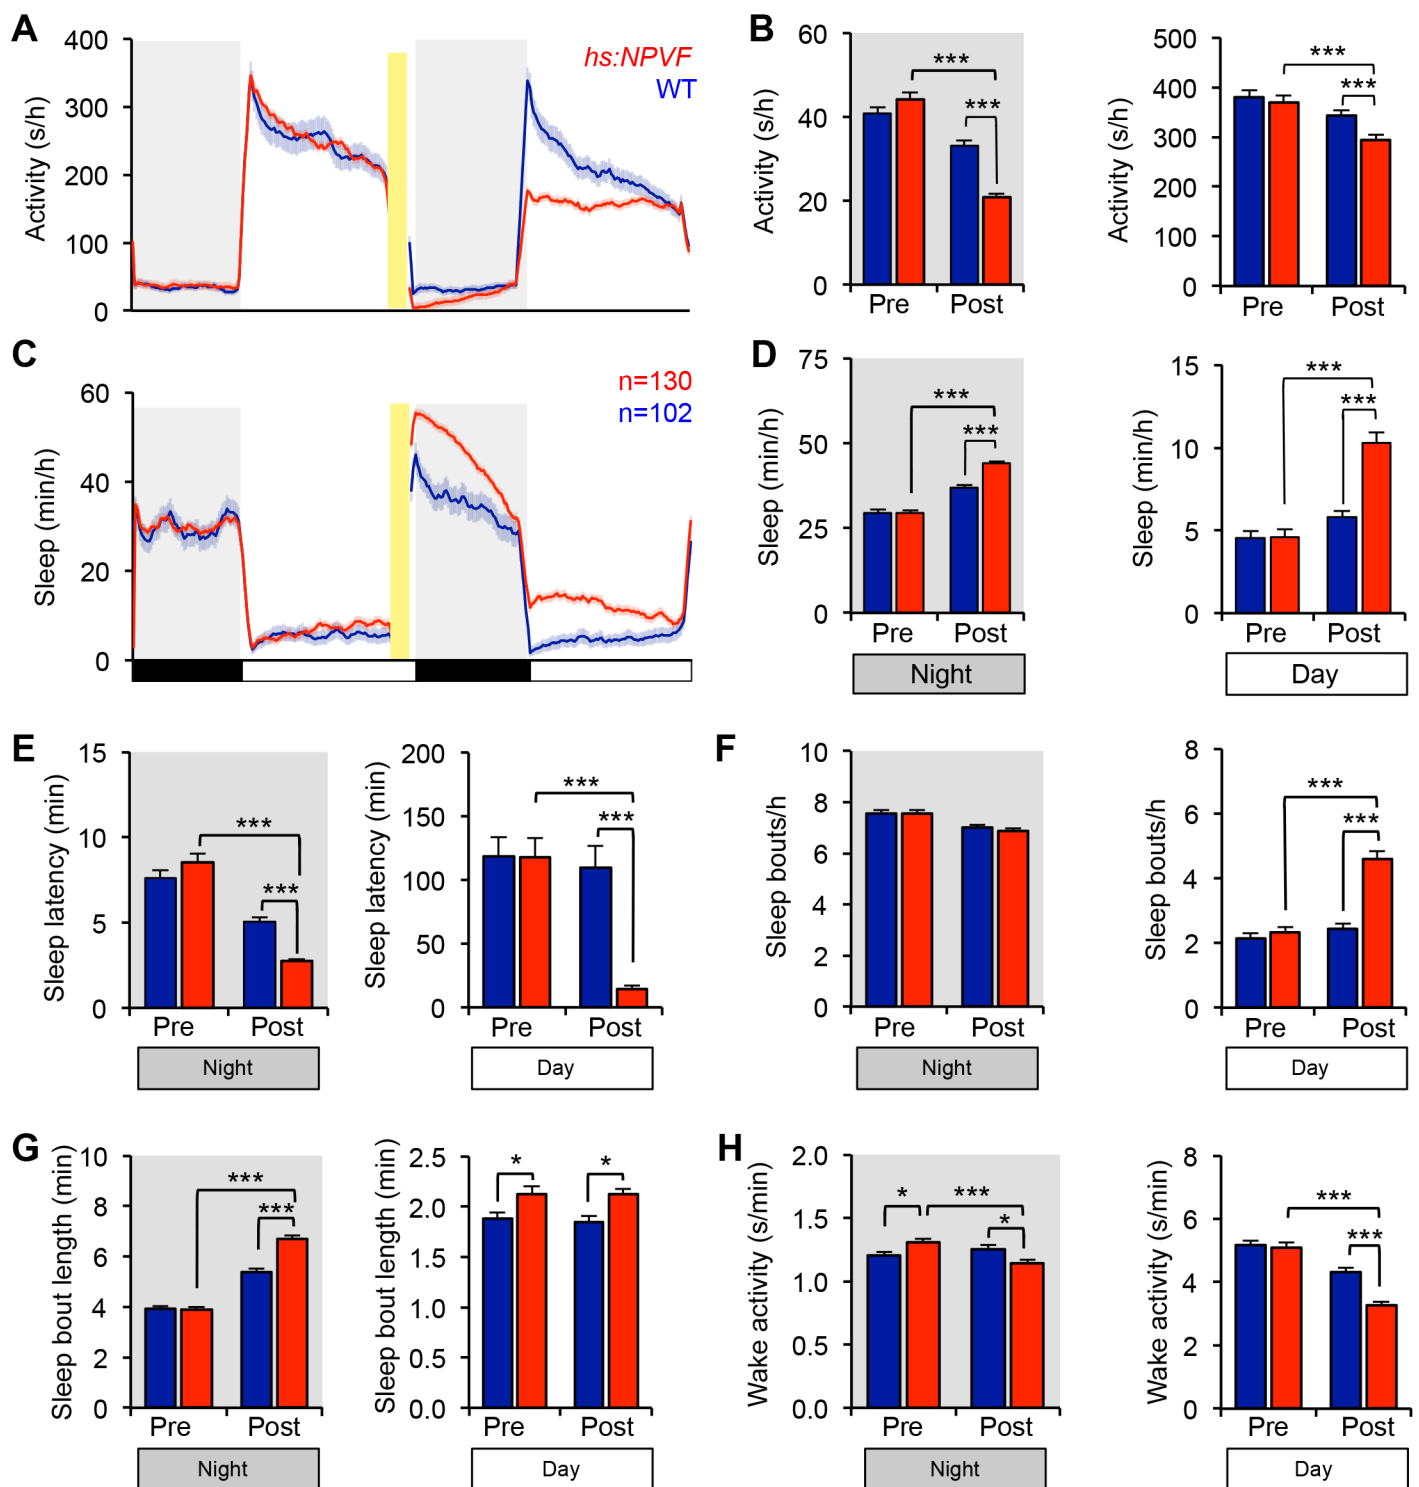 A
400
300
200
100
0
Activity (s/h)
hs:NPVF
WT
B
60
40
20
0
Activity (s/h)
***
***
Pre Post
500
400
300
200
100
0
Activity (s/h)
***
***
Pre Post
C
60
40
20
0
Sleep (min/h)
n=130
n=102
D
75
50
25
0
Sleep (min/h)
***
***
Pre Post
Night
15
10
5
0
Sleep (min/h)
***
***
Pre Post
Day
E
15
10
5
0
Sleep latency (min)
***
***
Pre Post
Night
200
150
100
50
0
Sleep latency (min)
***
***
Pre Post
Day
F
10
8
6
4
2
0
Sleep bouts/h
Pre Post
Night
8
6
4
2
0
Sleep bouts/h
***
***
Pre Post
Day
G
10
8
6
4
2
0
Sleep bout length (min)
***
***
Pre Post
Night
2.5
2.0
1.5
1.0
0.5
0.0
Sleep bout length (min)
* *
Pre Post
Day
H
2.0
1.5
1.0
0.5
0.0
Wake activity (s/min)
* ***
*
Pre Post
Night
8
6
4
2
0
Wake activity (s/min)
***
***
Pre Post
Day